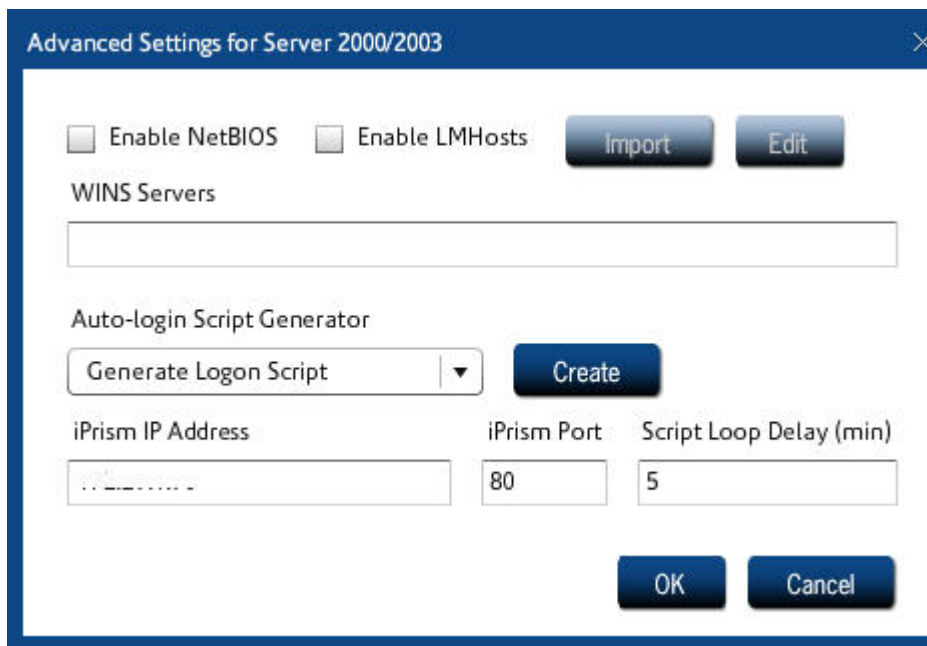 Advanced Settings for Server 2000/2003
Enable NetBIOS Enable LMHosts Import Edit
WINS Servers
Auto-login Script Generator
Generate Logon Script Create
iPrism IP Address iPrism Port Script Loop Delay (min)
80 5
OK Cancel